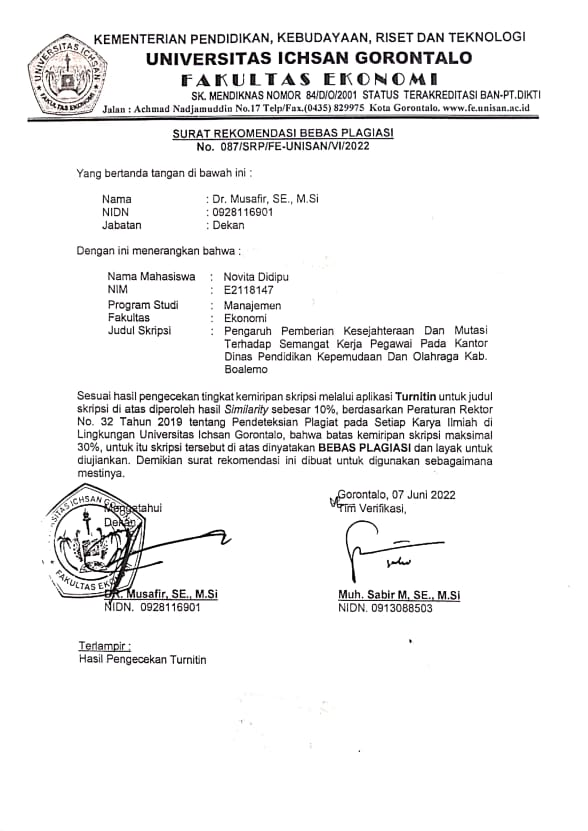 KEMENTERIAN PENDIDIKAN, KEBUDAYAAN, RISET DAN TEKNOLOGI
UNIVERSITAS ICHSAN GORONTALO
FAKULTAS EKONOMI
SK. MENDIKNAS NOMOR 84/D/O/2001 STATUS TERAKREDITASI BAN-PT.DIKTI
Jalan : Achmad Nadjamuddin No.17 Telp/Fax.(0435) 829975 Kota Gorontalo. www.fe.unisan.ac.id
SURAT REKOMENDASI BEBAS PLAGIASI
No. 087/SRP/FE-UNISAN/VI/2022
Yang bertanda tangan di bawah ini :
Nama : Dr. Musafir, SE., M.Si
NIDN : 0928116901
Jabatan : Dekan
Dengan ini menerangkan bahwa :
Nama Mahasiswa : Novita Didipu
NIM : E2118147
Program Studi : Manajemen
Fakultas : Ekonomi
Judul Skripsi : Pengaruh Pemberian Kesejahteraan Dan Mutasi
Terhadap Semangat Kerja Pegawai Pada Kantor
Dinas Pendidikan Kepemudaan Dan Olahraga Kab.
Boalemo
Sesuai hasil pengecekan tingkat kemiripan skripsi melalui aplikasi Turnitin untuk judul
skripsi di atas diperoleh hasil Similarity sebesar 10%, berdasarkan Peraturan Rektor
No. 32 Tahun 2019 tentang Pendeteksian Plagiat pada Setiap Karya Ilmiah di
Lingkungan Universitas Ichsan Gorontalo, bahwa batas kemiripan skripsi maksimal
30%, untuk itu skripsi tersebut di atas dinyatakan BEBAS PLAGIASI dan layak untuk
diujiankan. Demikian surat rekomendasi ini dibuat untuk digunakan sebagaimana
mestinya.
Gorontalo, 07 Juni 2022
Mengetahui
Tim Verifikasi,
Dekan
DR. Musafir, SE., M.Si
Muh. Sabir M, SE., M.Si
NIDN. 0928116901
NIDN. 0913088503
Terlampir :
Hasil Pengecekan Turnitin